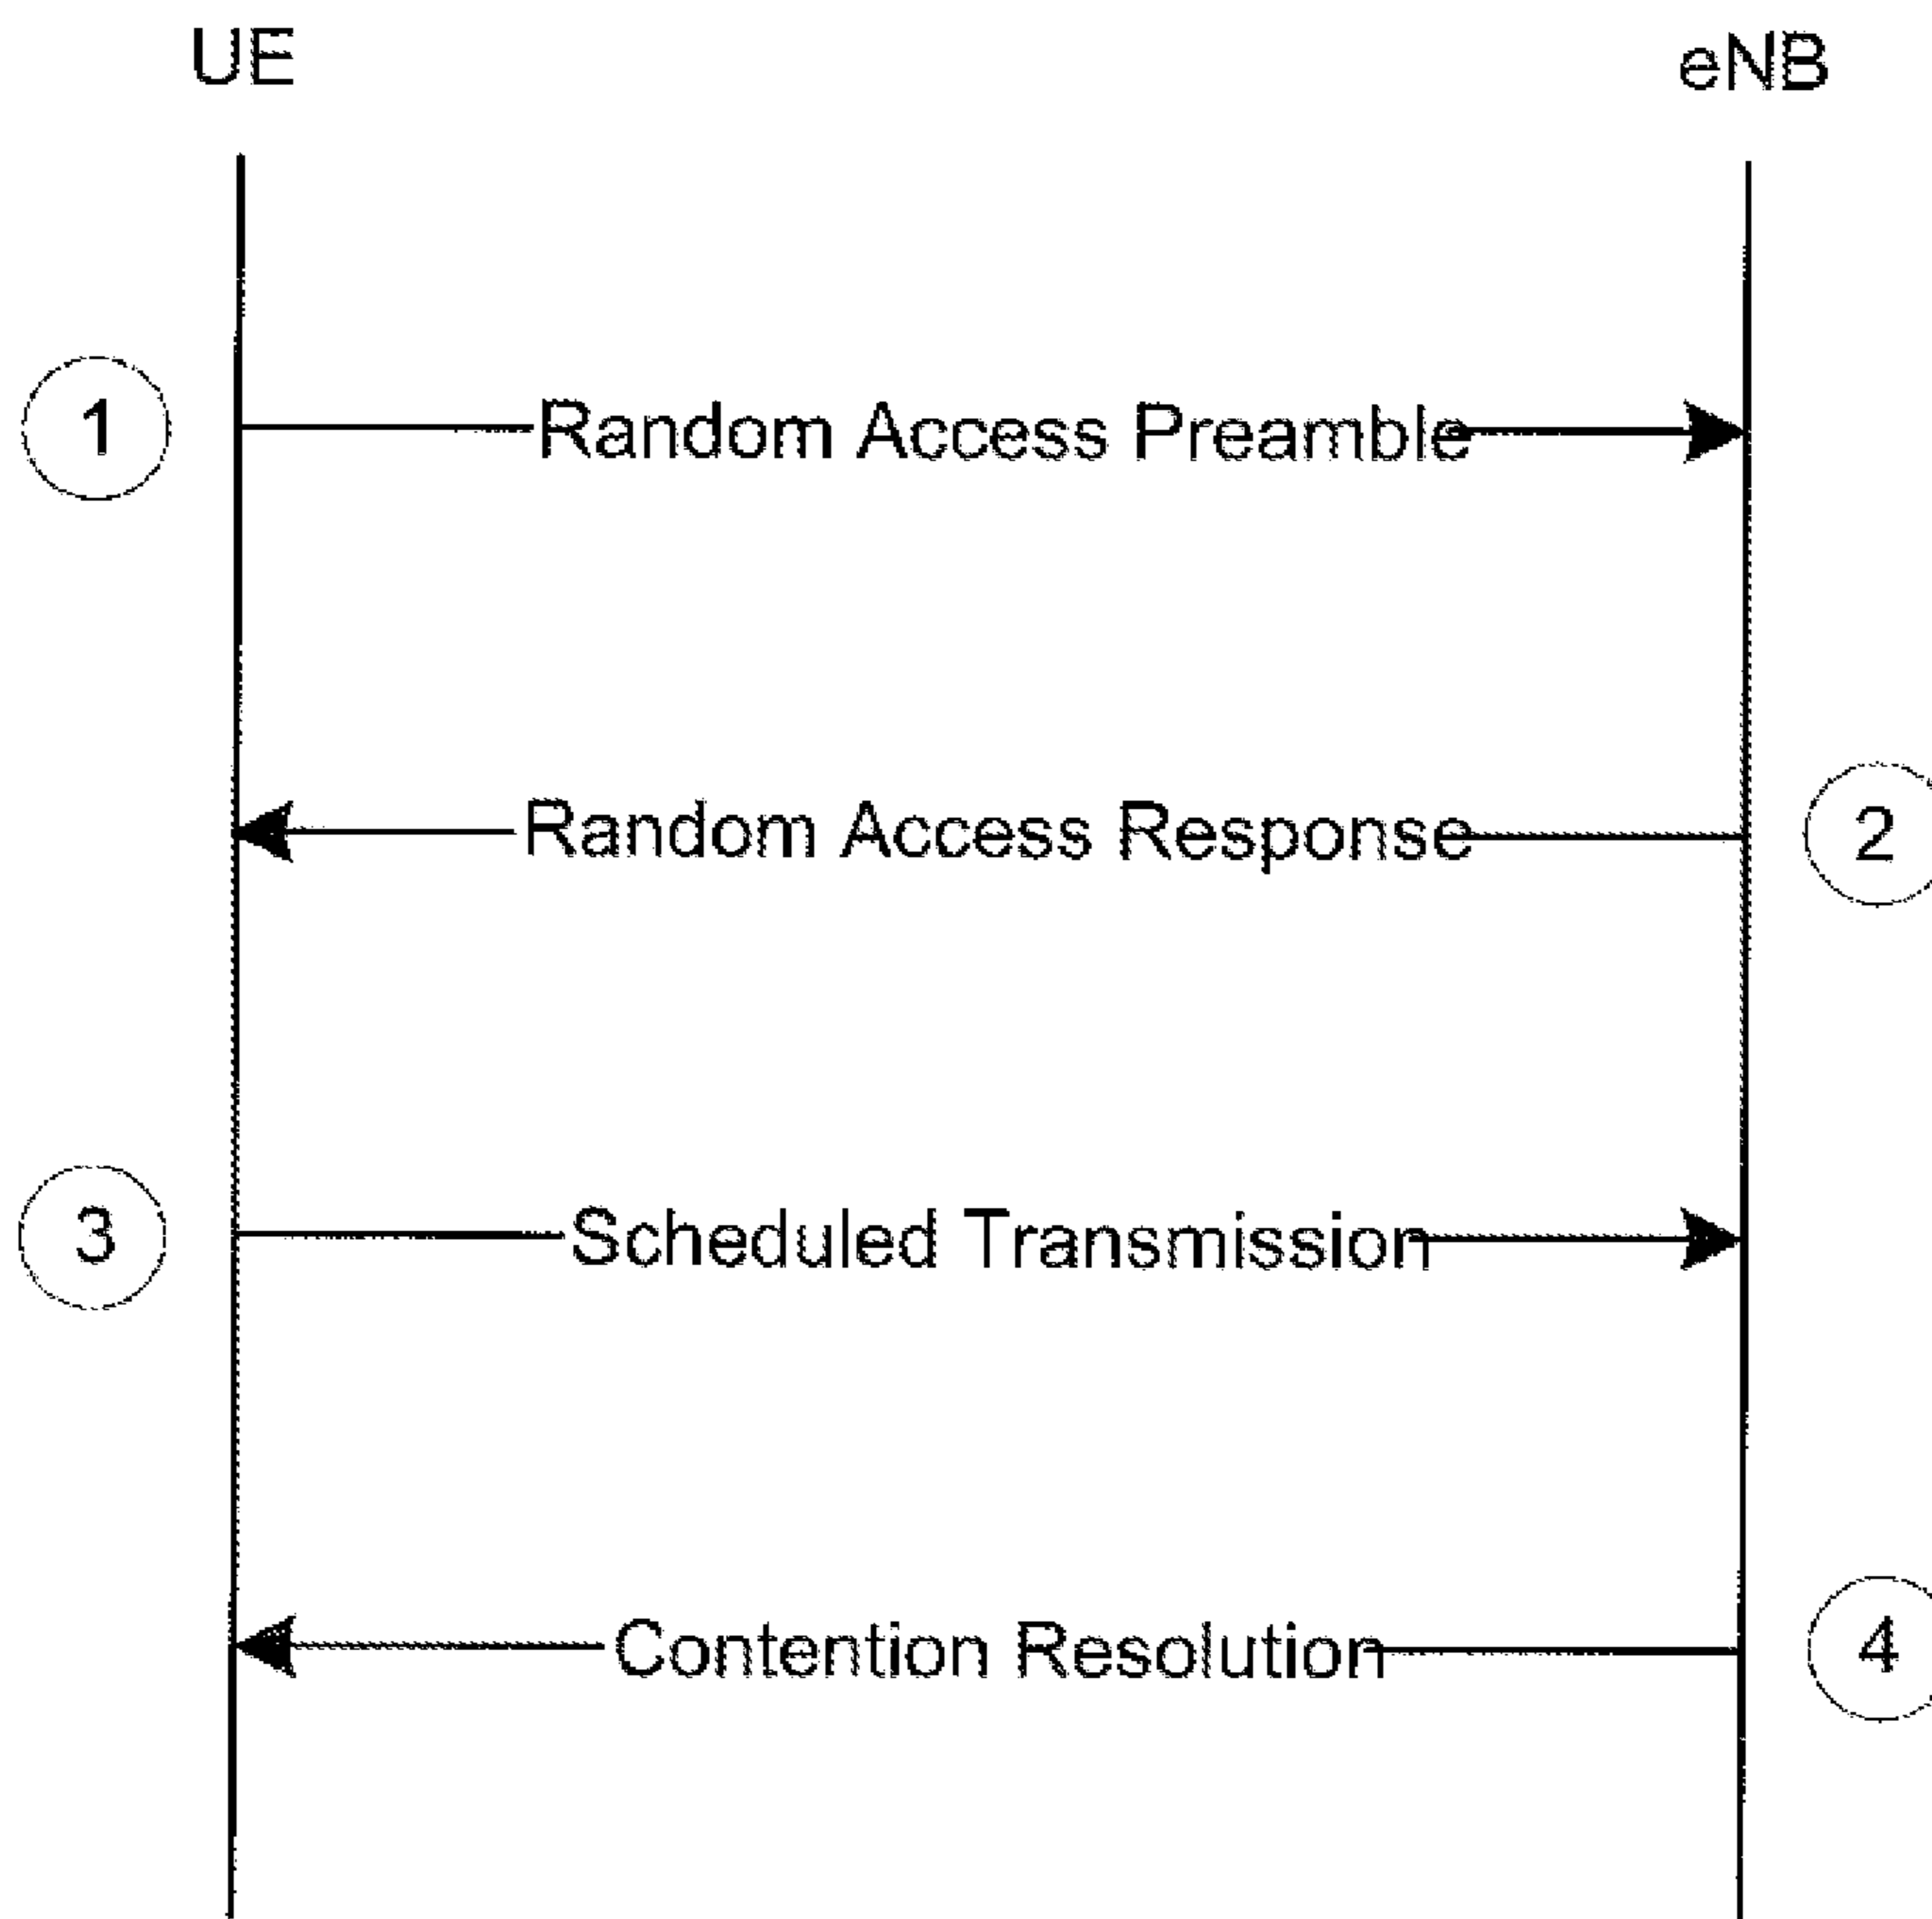 UE eNB
1 Random Access Preamble
Random Access Response 2
3 Scheduled Transmission
Contention Resolution 4